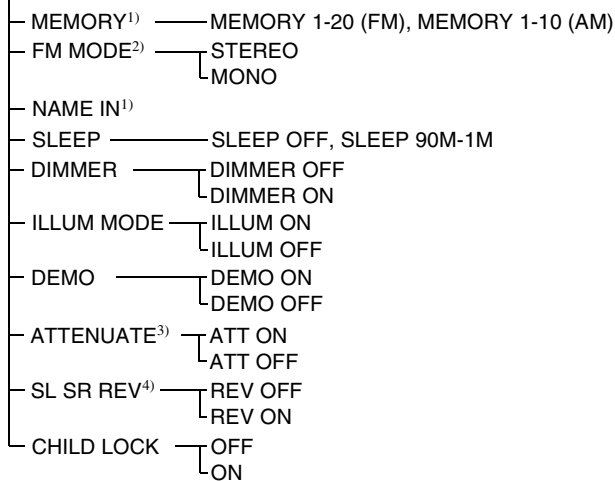 MEMORY1) MEMORY 1-20 (FM), MEMORY 1-10 (AM)
FM MODE2) STEREO
MONO
NAME IN1)
SLEEP SLEEP OFF, SLEEP 90M-1M
DIMMER DIMMER OFF
DIMMER ON
ILLUM MODE ILLUM ON
ILLUM OFF
DEMO DEMO ON
DEMO OFF
ATTENUATE3) ATT ON
ATT OFF
SL SR REV4) REV OFF
REV ON
CHILD LOCK OFF
ON